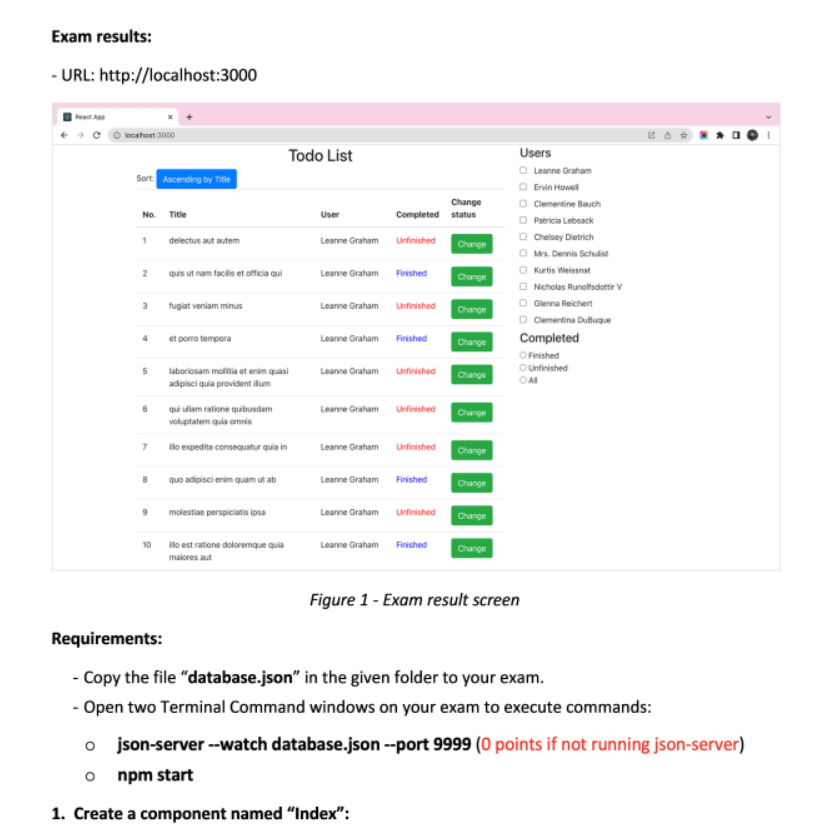 Exam results:
- URL: http://localhost:3000
React App
localhost:3000
Todo List
Sort: Ascending by Title
No. Title User Completed Change status
1 delectus aut autem Leanne Graham Unfinished Change
2 quis ut nam facilis et officia qui Leanne Graham Finished Change
3 fugiat veniam minus Leanne Graham Unfinished Change
4 et porro tempora Leanne Graham Finished Change
5 laboriosam mollitia et enim quasi Leanne Graham Unfinished Change
adipisci quia provident illum
6 qui ullam ratione quibusdam Leanne Graham Unfinished Change
voluptatem quia omnis
7 illo expedita consequatur quia in Leanne Graham Unfinished Change
8 quo adipisci enim quam ut ab Leanne Graham Finished Change
9 molestiae perspiciatis ipsa Leanne Graham Unfinished Change
10 illo est ratione doloremque quia Leanne Graham Finished Change
maiores aut
Users
Leanne Graham
Ervin Howell
Clementine Bauch
Patricia Lebsack
Chelsey Dietrich
Mrs. Dennis Schulist
Kurtis Weissnat
Nicholas Runolfsdottir V
Glenna Reichert
Clementina DuBuque
Completed
Finished
Unfinished
All
Figure 1 - Exam result screen
Requirements:
- Copy the file “database.json” in the given folder to your exam.
- Open two Terminal Command windows on your exam to execute commands:
o json-server --watch database.json --port 9999 (0 points if not running json-server)
o npm start
1. Create a component named “Index”: